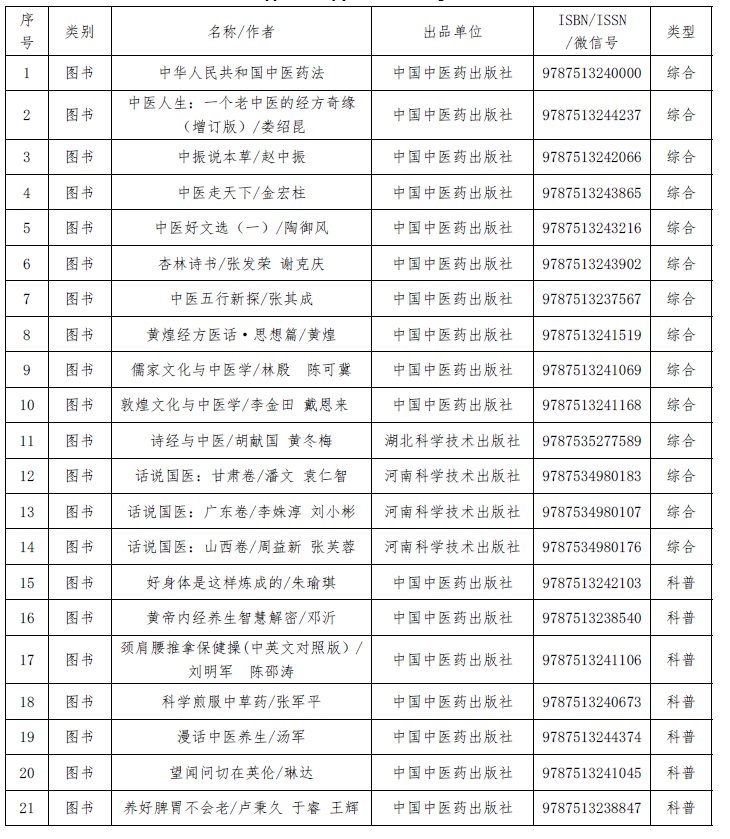 序号 类别 名称/作者 出品单位 ISBN/ISSN/微信号 类型
1 图书 中华人民共和国中医药法 中国中医药出版社 9787513240000 综合
2 图书 中医人生：一个老中医的经方奇缘（增订版）/娄绍昆 中国中医药出版社 9787513244237 综合
3 图书 中振说本草/赵中振 中国中医药出版社 9787513242066 综合
4 图书 中医走天下/金宏柱 中国中医药出版社 9787513243865 综合
5 图书 中医好文选（一）/陶御风 中国中医药出版社 9787513243216 综合
6 图书 杏林诗书/张发荣 谢克庆 中国中医药出版社 9787513243902 综合
7 图书 中医五行新探/张其成 中国中医药出版社 9787513237567 综合
8 图书 黄煌经方医话·思想篇/黄煌 中国中医药出版社 9787513241519 综合
9 图书 儒家文化与中医学/林殷 陈可冀 中国中医药出版社 9787513241069 综合
10 图书 敦煌文化与中医学/李金田 戴恩来 中国中医药出版社 9787513241168 综合
11 图书 诗经与中医/胡献国 黄冬梅 湖北科学技术出版社 9787535277589 综合
12 图书 话说国医：甘肃卷/潘文 袁仁智 河南科学技术出版社 9787534980183 综合
13 图书 话说国医：广东卷/李姝淳 刘小彬 河南科学技术出版社 9787534980107 综合
14 图书 话说国医：山西卷/周益新 张芙蓉 河南科学技术出版社 9787534980176 综合
15 图书 好身体是这样炼成的/朱瑜琪 中国中医药出版社 9787513242103 科普
16 图书 黄帝内经养生智慧解密/邓沂 中国中医药出版社 9787513238540 科普
17 图书 颈肩腰推拿保健操(中英文对照版）/刘明军 陈邵涛 中国中医药出版社 9787513241106 科普
18 图书 科学煎服中草药/张军平 中国中医药出版社 9787513240673 科普
19 图书 漫话中医养生/汤军 中国中医药出版社 9787513244374 科普
20 图书 望闻问切在英伦/琳达 中国中医药出版社 9787513241045 科普
21 图书 养好脾胃不会老/卢秉久 于睿 王辉 中国中医药出版社 9787513238847 科普